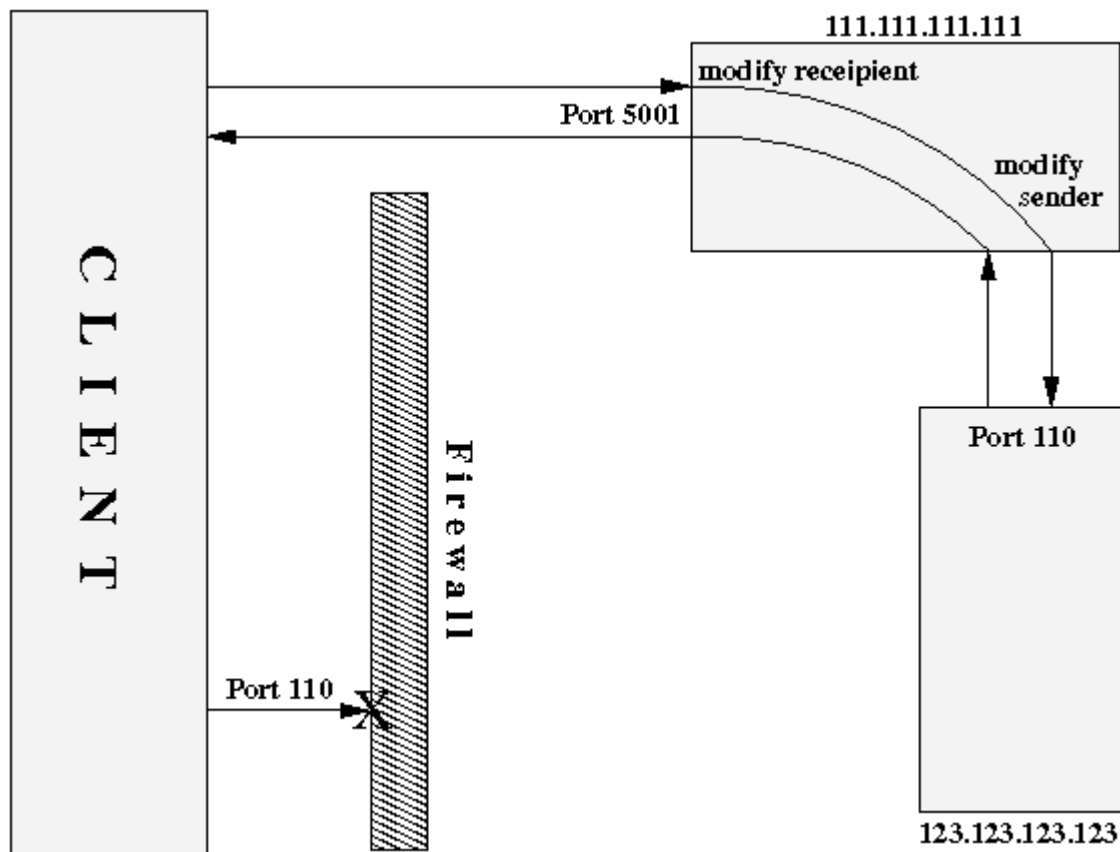 111.111.111.111
modify receipient
Port 5001
modify
sender
CLIENT
Firewall
Port 110
Port 110
123.123.123.123